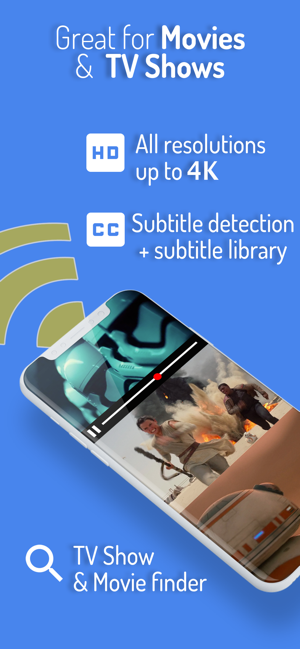 Great for Movies
& TV Shows
HD
All resolutions
up to 4K
CC
Subtitle detection
+ subtitle library
TV Show
& Movie finder